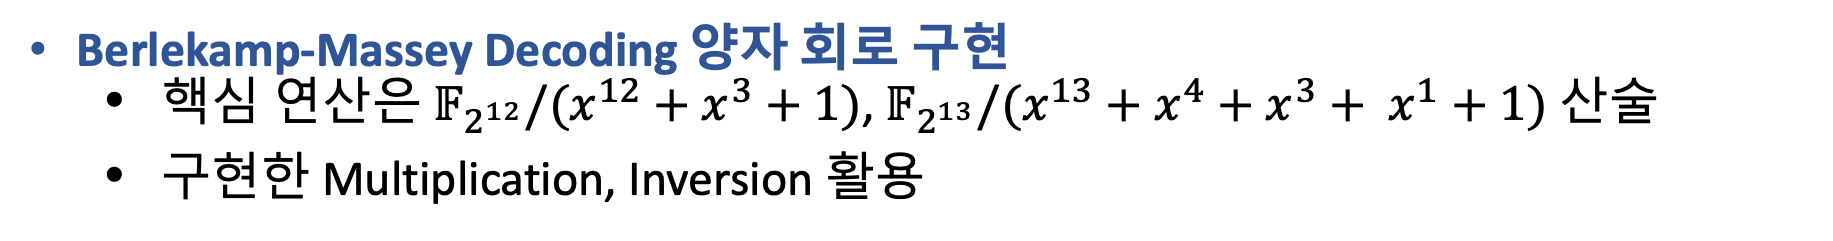 • Berlekamp-Massey Decoding 양자 회로 구현
• 핵심 연산은 𝔽_{2^{12}}/(x^{12} + x^3 + 1), 𝔽_{2^{13}}/(x^{13} + x^4 + x^3 + x^1 + 1) 산술
• 구현한 Multiplication, Inversion 활용